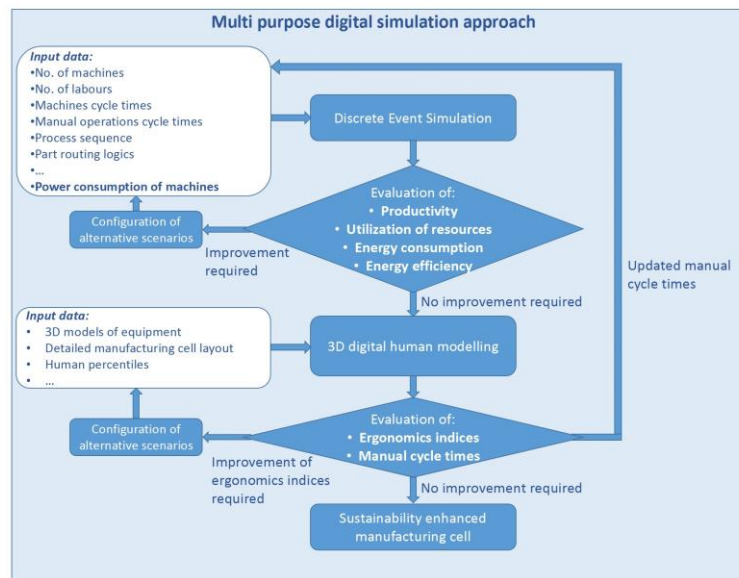 Multi purpose digital simulation approach
Input data:
•No. of machines
•No. of labours
•Machines cycle times
•Manual operations cycle times
•Process sequence
•Part routing logics
•...
•Power consumption of machines
Discrete Event Simulation
Evaluation of:
• Productivity
• Utilization of resources
• Energy consumption
• Energy efficiency
Configuration of
alternative scenarios
Improvement
required
Updated manual
cycle times
No improvement required
Input data:
• 3D models of equipment
• Detailed manufacturing cell layout
• Human percentiles
• ...
3D digital human modelling
Evaluation of:
• Ergonomics indices
• Manual cycle times
Configuration of
alternative scenarios
Improvement of
ergonomics indices
required
No improvement required
Sustainability enhanced
manufacturing cell